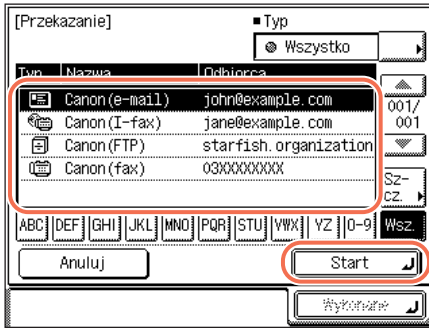 [Przekazanie]
■ Typ
Wszystko
Typ Nazwa Odbiorca
Canon(e-mail) john@example.com
Canon(I-fax) jane@example.com
Canon(FTP) starfish.organization
Canon(fax) 03XXXXXXXX
001/
001
Sz-
cz.
ABC DEF GHI JKL MNO PQR STU VWX YZ 0-9 Wsz.
Anuluj Start
Wykonane